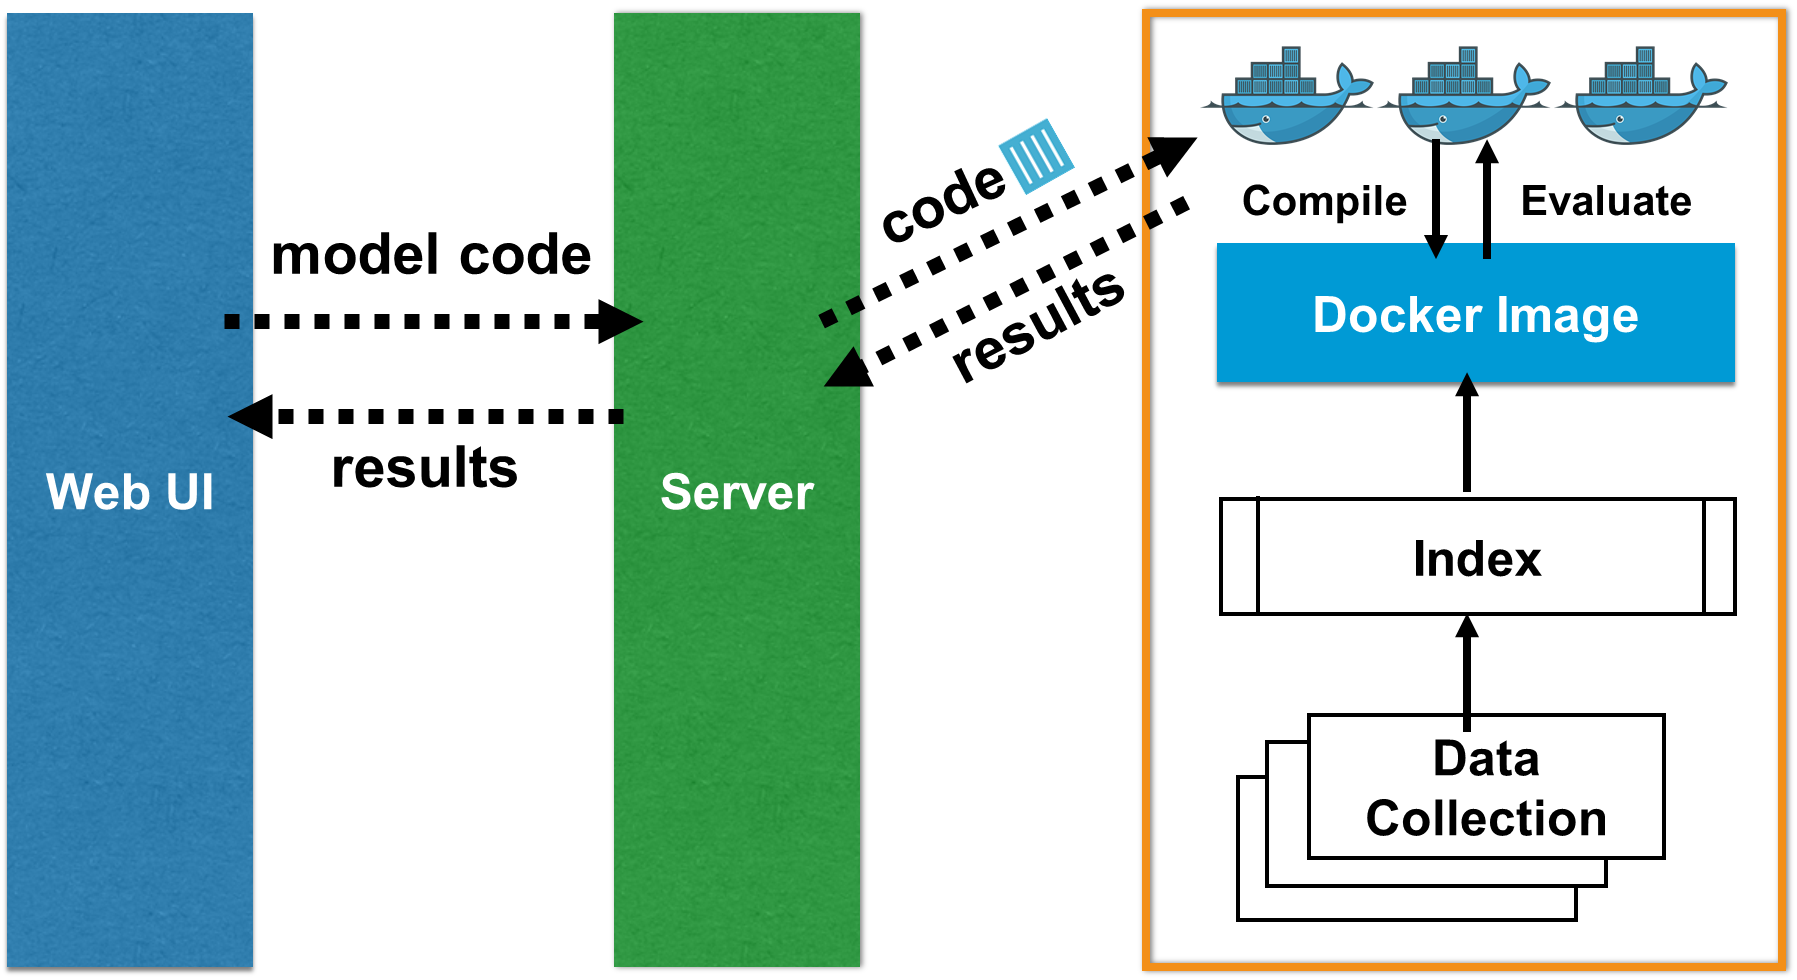 Web UI
model code
results
Server
code
results
Compile
Evaluate
Docker Image
Index
Data
Collection